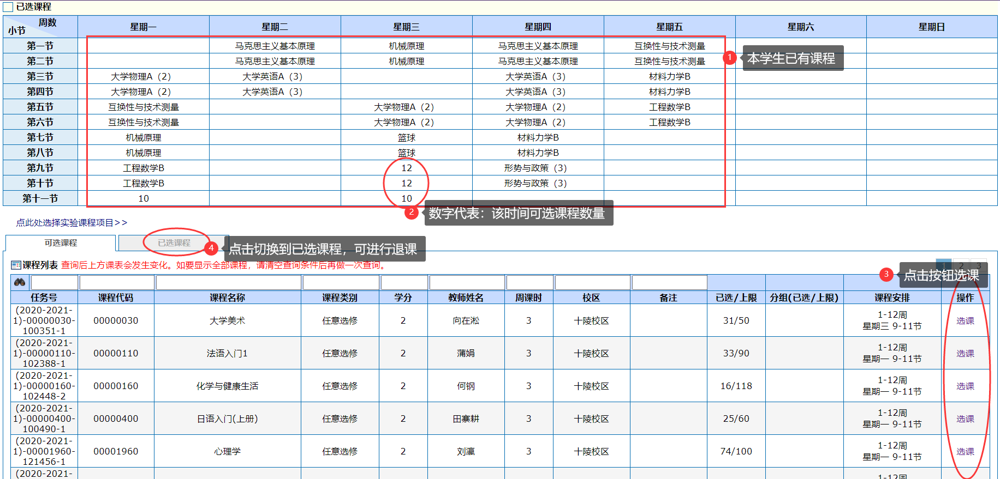 已选课程
周数
小节
星期一 星期二 星期三 星期四 星期五 星期六 星期日
第一节 马克思主义基本原理 机械原理 马克思主义基本原理 互换性与技术测量
第二节 马克思主义基本原理 机械原理 马克思主义基本原理 互换性与技术测量
1 本学生已有课程
第三节 大学物理A（2） 大学英语A（3） 大学英语A（3） 材料力学B
第四节 大学物理A（2） 大学英语A（3） 大学英语A（3） 材料力学B
第五节 互换性与技术测量 大学物理A（2） 大学物理A（2） 工程数学B
第六节 互换性与技术测量 大学物理A（2） 大学物理A（2） 工程数学B
第七节 机械原理 篮球 材料力学B
第八节 机械原理 篮球 材料力学B
第九节 工程数学B 12 形势与政策（3）
第十节 工程数学B 12 形势与政策（3）
第十一节 10 10
2 数字代表：该时间可选课程数量
点此处选择实验课程项目>>
可选课程 已选课程
4 点击切换到已选课程，可进行退课
课程列表 查询后上方课表会发生变化。如要显示全部课程，请清空查询条件后再做一次查询。
1 2 3
3 点击按钮选课
任务号 课程代码 课程名称 课程类别 学分 教师姓名 周课时 校区 备注 已选/上限 分组(已选/上限) 课程安排 操作
(2020-2021-
1)-00000030-
100351-1
00000030 大学美术 任意选修 2 向在淞 3 十陵校区 31/50
1-12周
星期三 9-11节
选课
(2020-2021-
1)-00000110-
102388-1
00000110 法语入门1 任意选修 2 蒲娟 3 十陵校区 33/90
1-12周
星期一 9-11节
选课
(2020-2021-
1)-00000160-
102448-2
00000160 化学与健康生活 任意选修 2 何钢 3 十陵校区 16/118
1-12周
星期一 9-11节
选课
(2020-2021-
1)-00000400-
100490-1
00000400 日语入门(上册) 任意选修 2 田寨耕 3 十陵校区 25/60
1-12周
星期一 9-11节
选课
(2020-2021-
1)-00001960-
121456-1
00001960 心理学 任意选修 2 刘瀛 3 十陵校区 74/100
1-12周
星期一 9-11节
选课
(2020-2021-
1-12周